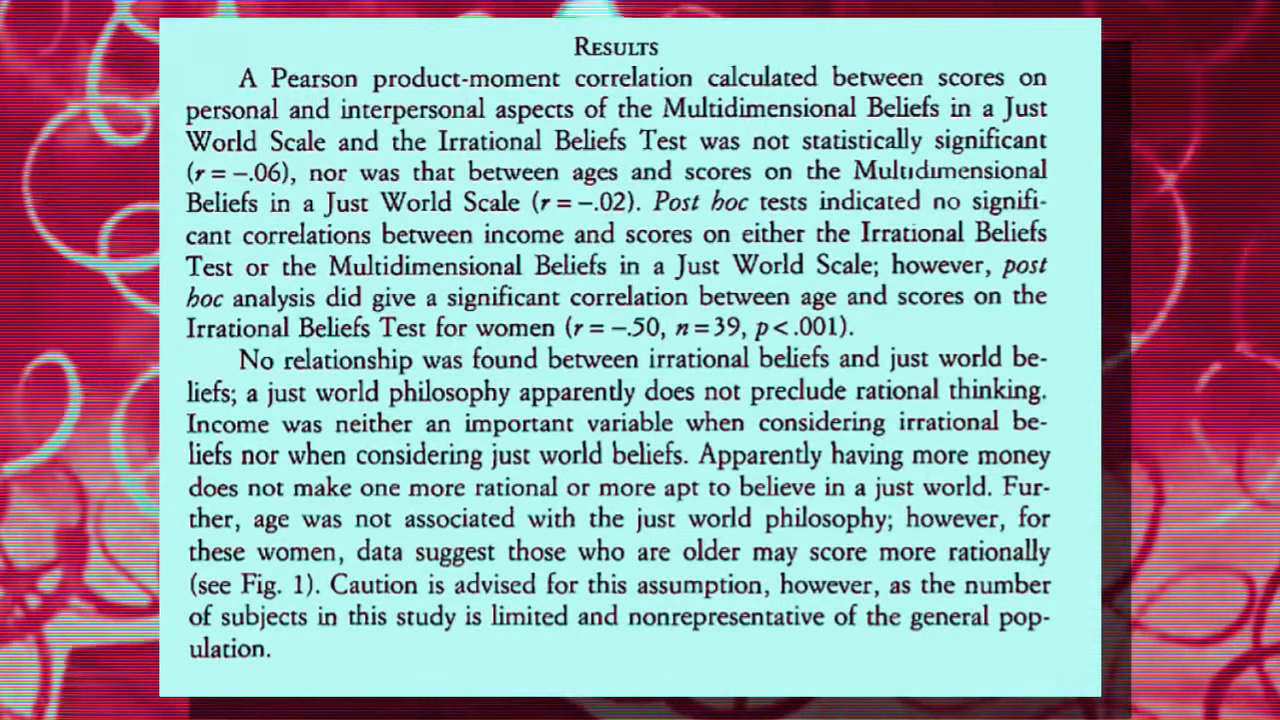 RESULTS
A Pearson product-moment correlation calculated between scores on
personal and interpersonal aspects of the Multidimensional Beliefs in a Just
World Scale and the Irrational Beliefs Test was not statistically significant
(r = –.06), nor was that between ages and scores on the Multidimensional
Beliefs in a Just World Scale (r = –.02). Post hoc tests indicated no signifi-
cant correlations between income and scores on either the Irrational Beliefs
Test or the Multidimensional Beliefs in a Just World Scale; however, post
hoc analysis did give a significant correlation between age and scores on the
Irrational Beliefs Test for women (r = –.50, n = 39, p < .001).
No relationship was found between irrational beliefs and just world be-
liefs; a just world philosophy apparently does not preclude rational thinking.
Income was neither an important variable when considering irrational be-
liefs nor when considering just world beliefs. Apparently having more money
does not make one more rational or more apt to believe in a just world. Fur-
ther, age was not associated with the just world philosophy; however, for
these women, data suggest those who are older may score more rationally
(see Fig. 1). Caution is advised for this assumption, however, as the number
of subjects in this study is limited and nonrepresentative of the general pop-
ulation.